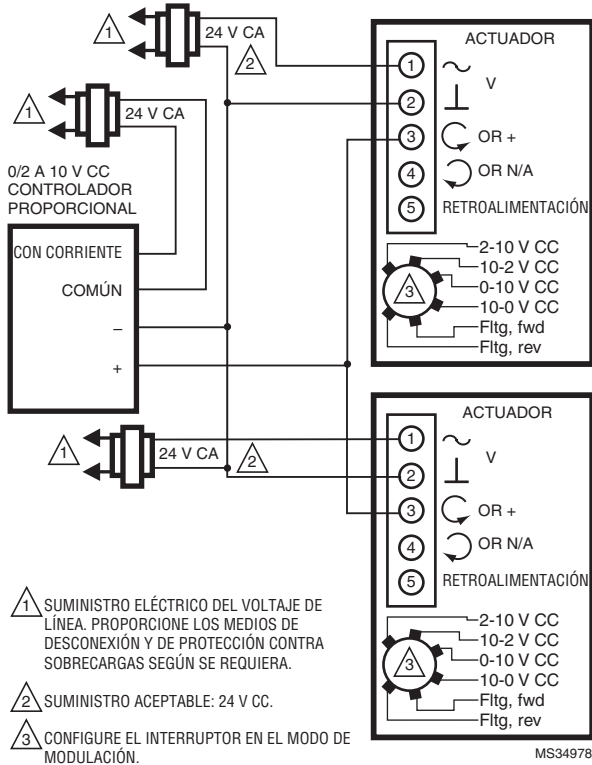 1
24 V CA
2
1
24 V CA
0/2 A 10 V CC
CONTROLADOR
PROPORCIONAL
CON CORRIENTE
COMÚN
–
+
ACTUADOR
1
V
2
3 OR +
4 OR N/A
5 RETROALIMENTACIÓN
3
2-10 V CC
10-2 V CC
0-10 V CC
10-0 V CC
Fltg, fwd
Fltg, rev
1
24 V CA
2
ACTUADOR
1
V
2
3 OR +
4 OR N/A
5 RETROALIMENTACIÓN
3
2-10 V CC
10-2 V CC
0-10 V CC
10-0 V CC
Fltg, fwd
Fltg, rev
1 SUMINISTRO ELÉCTRICO DEL VOLTAJE DE
LÍNEA. PROPORCIONE LOS MEDIOS DE
DESCONEXIÓN Y DE PROTECCIÓN CONTRA
SOBRECARGAS SEGÚN SE REQUIERA.
2 SUMINISTRO ACEPTABLE: 24 V CC.
3 CONFIGURE EL INTERRUPTOR EN EL MODO DE
MODULACIÓN.
MS34978